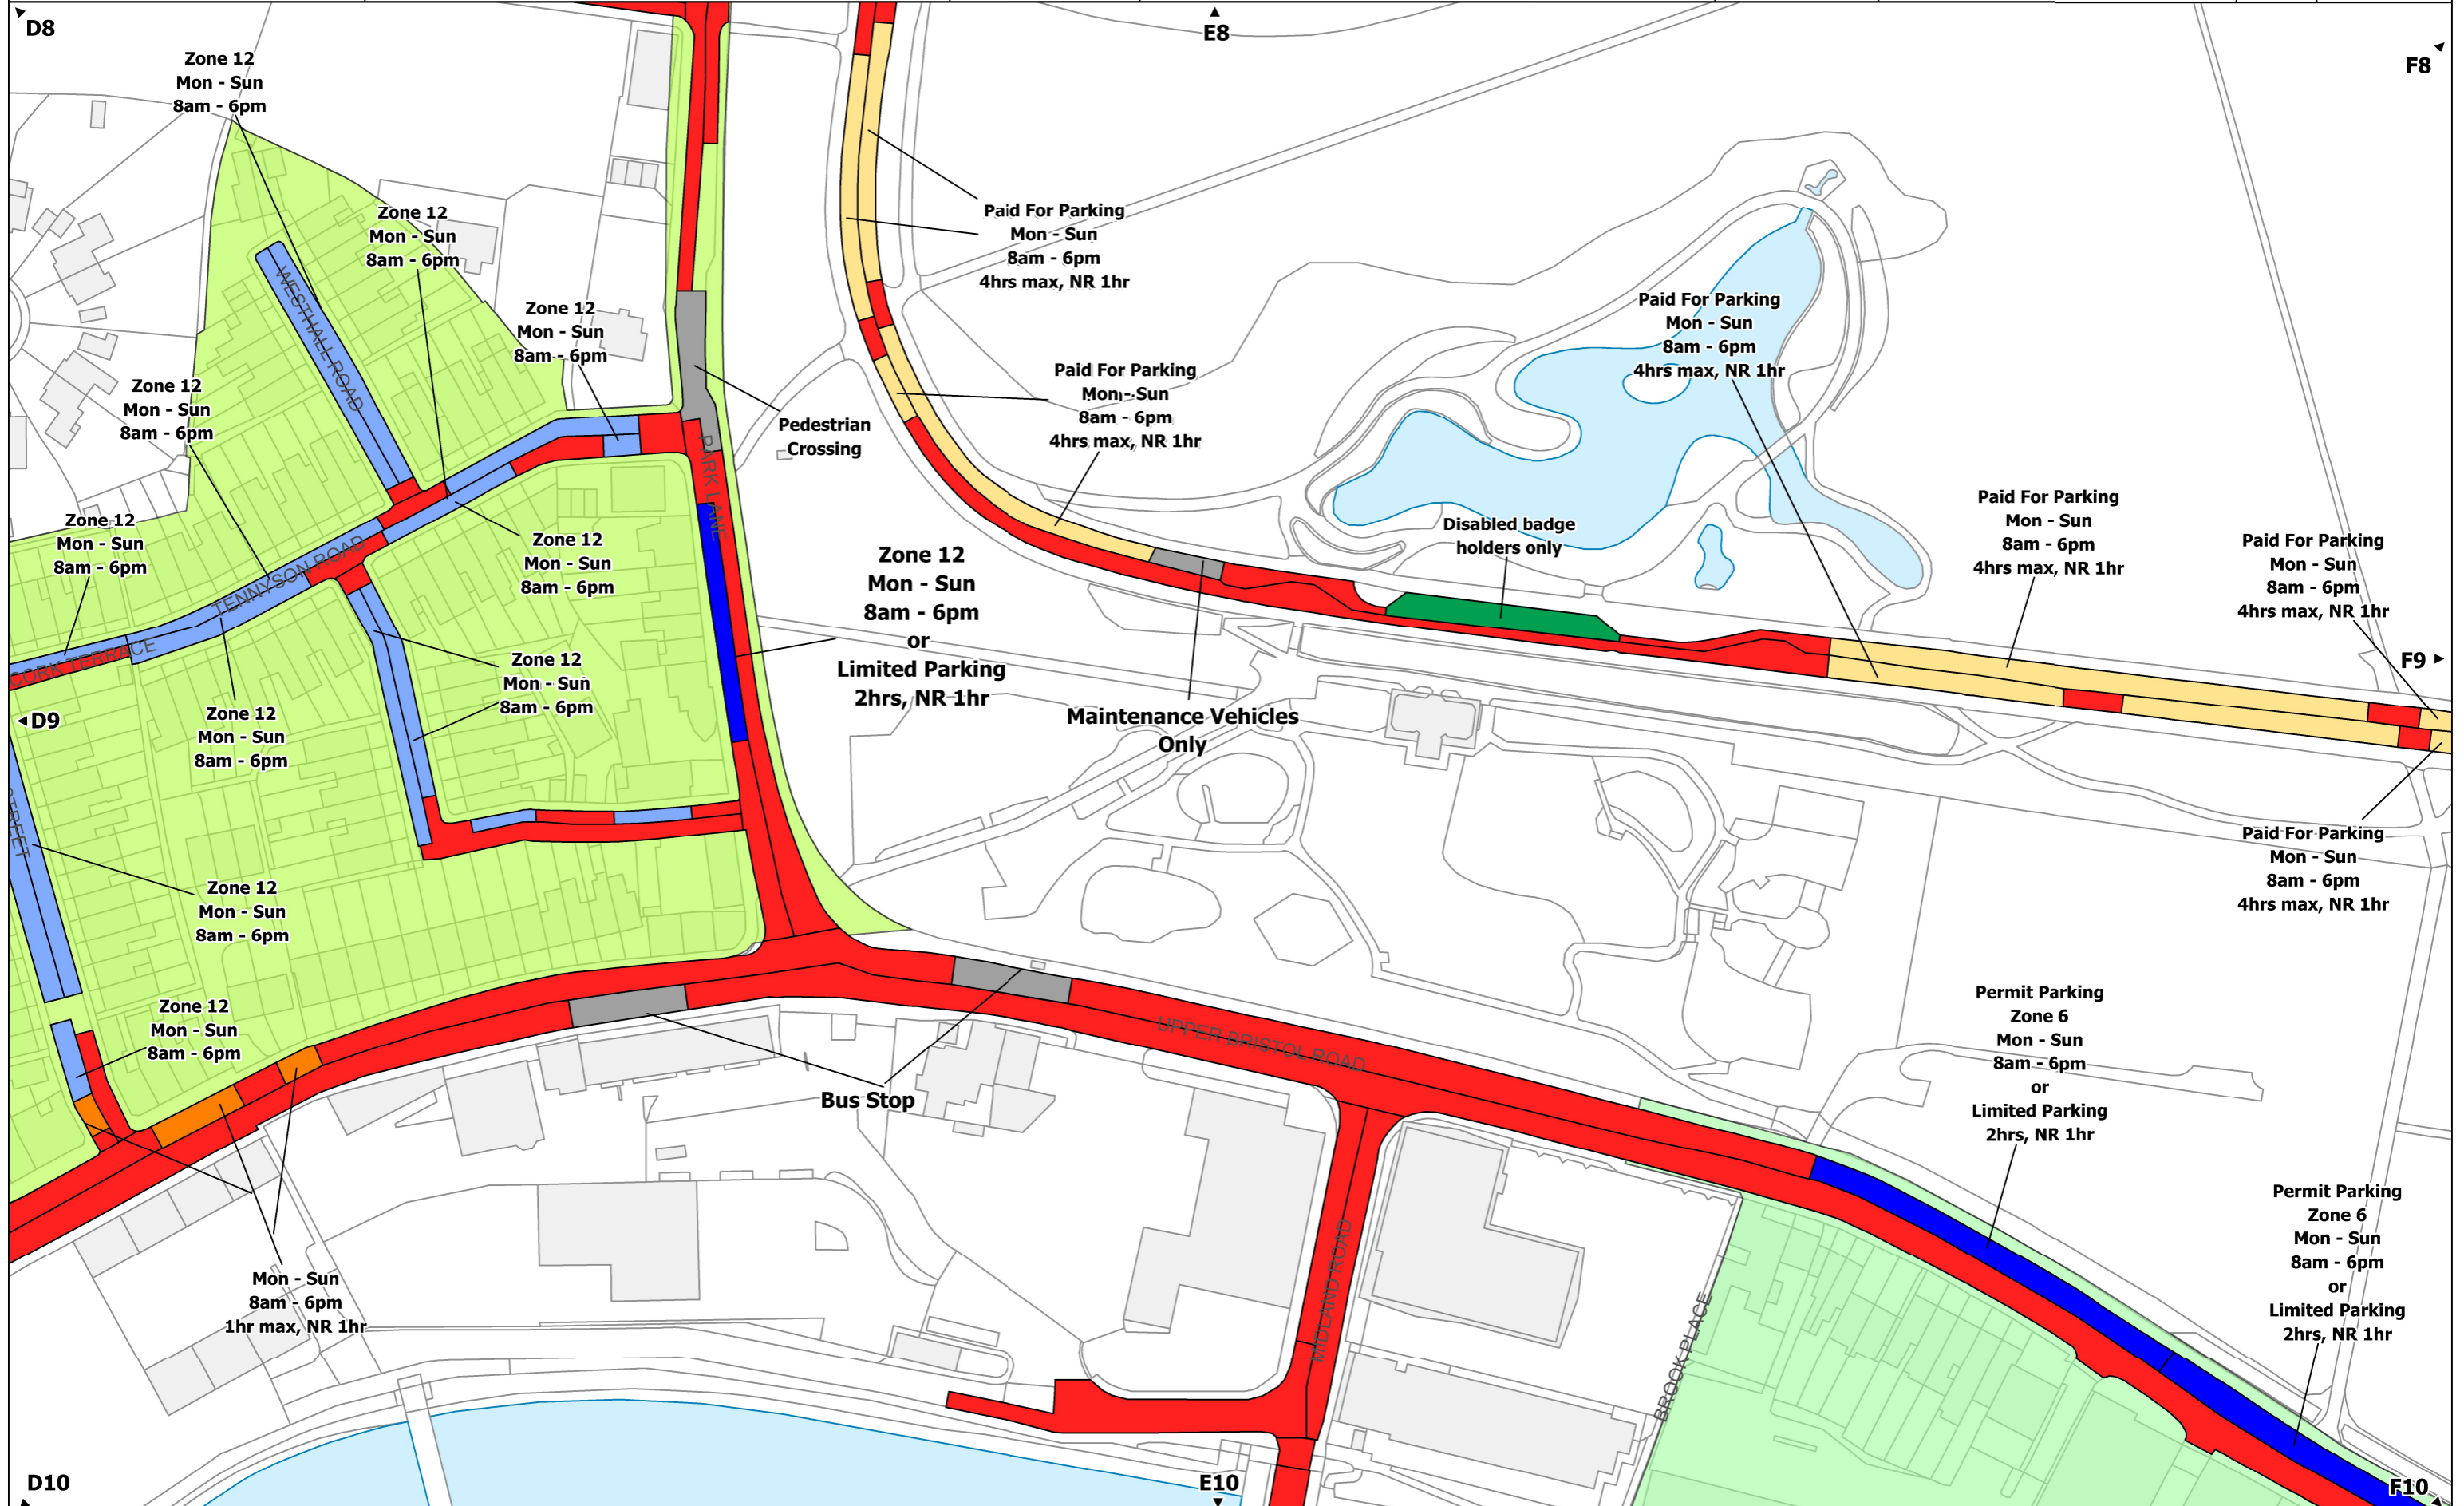 D8
E8
F8
Zone 12
Mon - Sun
8am - 6pm
Zone 12
Mon - Sun
8am - 6pm
Zone 12
Mon - Sun
8am - 6pm
Zone 12
Mon - Sun
8am - 6pm
Zone 12
Mon - Sun
8am - 6pm
WESTHALL ROAD
Paid For Parking
Mon - Sun
8am - 6pm
4hrs max, NR 1hr
Paid For Parking
Mon - Sun
8am - 6pm
4hrs max, NR 1hr
Paid For Parking
Mon - Sun
8am - 6pm
4hrs max, NR 1hr
Pedestrian
Crossing
PARK LANE
Paid For Parking
Mon - Sun
8am - 6pm
4hrs max, NR 1hr
Paid For Parking
Mon - Sun
8am - 6pm
4hrs max, NR 1hr
Disabled badge
holders only
Zone 12
Mon - Sun
8am - 6pm
Zone 12
Mon - Sun
8am - 6pm
or
Limited Parking
2hrs, NR 1hr
TENNYSON ROAD
CORK TERRACE
Zone 12
Mon - Sun
8am - 6pm
Zone 12
Mon - Sun
8am - 6pm
D9
F9
Maintenance Vehicles
Only
STREET
Zone 12
Mon - Sun
8am - 6pm
Paid For Parking
Mon - Sun
8am - 6pm
4hrs max, NR 1hr
Zone 12
Mon - Sun
8am - 6pm
Bus Stop
UPPER BRISTOL ROAD
Permit Parking
Zone 6
Mon - Sun
8am - 6pm
or
Limited Parking
2hrs, NR 1hr
Permit Parking
Zone 6
Mon - Sun
8am - 6pm
or
Limited Parking
2hrs, NR 1hr
Mon - Sun
8am - 6pm
1hr max, NR 1hr
MIDLAND ROAD
BROOK PLACE
D10
E10
F10